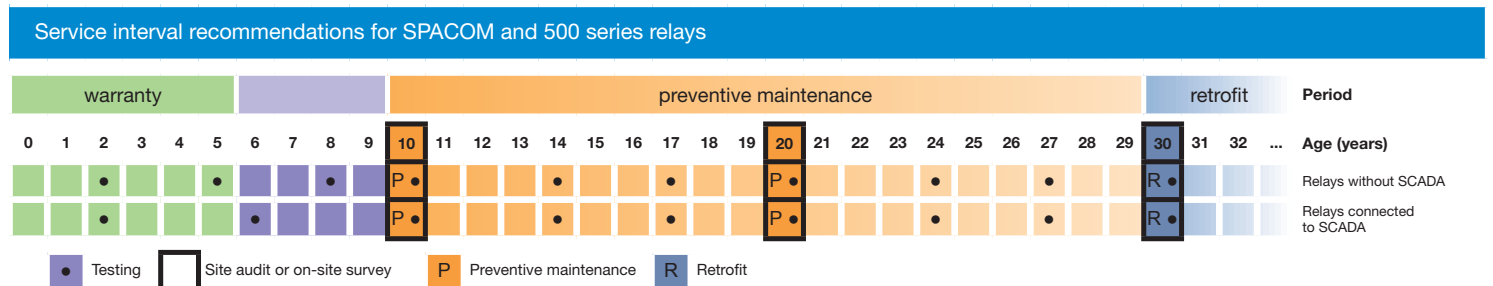 Service interval recommendations for SPACOM and 500 series relays
warranty preventive maintenance retrofit Period
0 1 2 3 4 5 6 7 8 9 10 11 12 13 14 15 16 17 18 19 20 21 22 23 24 25 26 27 28 29 30 31 32 ... Age (years)
P P R Relays without SCADA
P P R Relays connected
to SCADA
Testing Site audit or on-site survey P Preventive maintenance R Retrofit